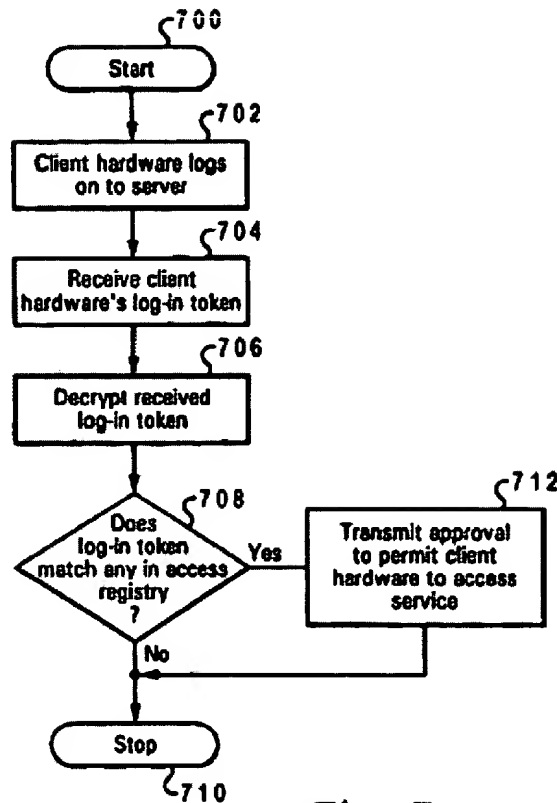 700
Start
702
Client hardware logs
on to server
704
Receive client
hardware's log-in token
706
Decrypt received
log-in token
708
Does
log-in token
match any in access
registry
?
Yes
712
Transmit approval
to permit client
hardware to access
service
No
Stop
710